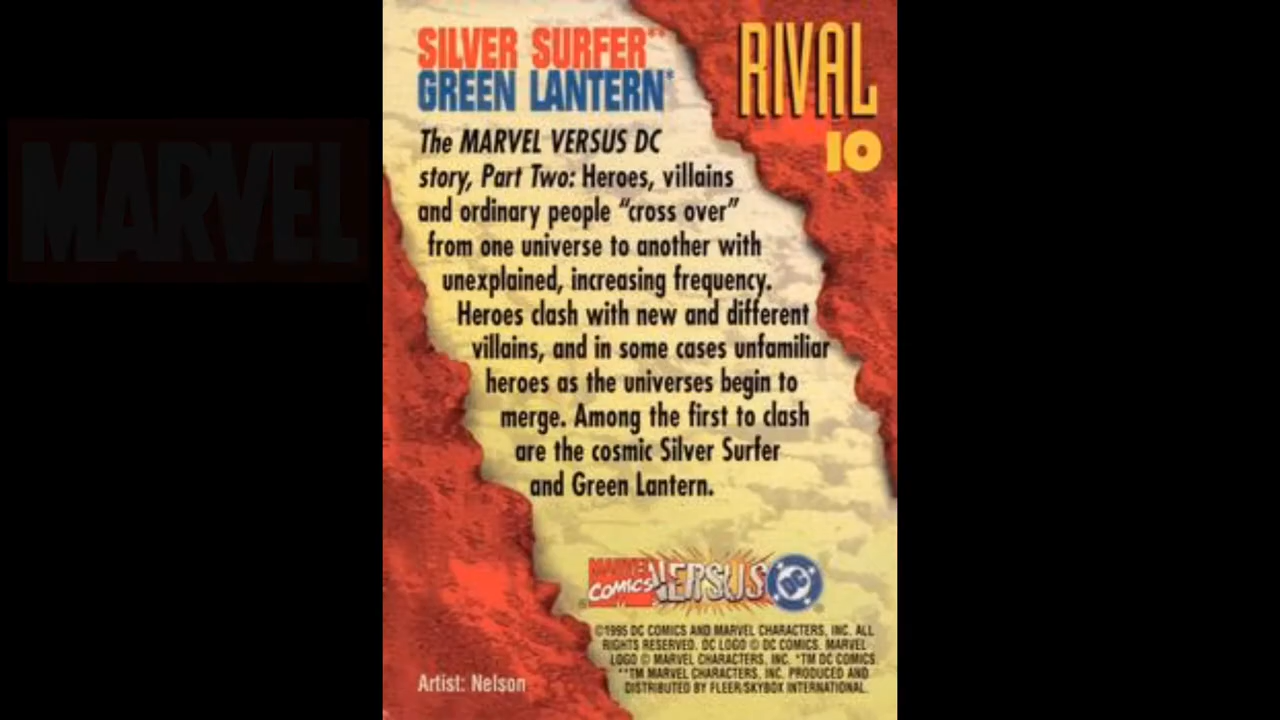 MARVEL
SILVER SURFER**
GREEN LANTERN*
RIVAL
10
The MARVEL VERSUS DC
story, Part Two: Heroes, villains
and ordinary people “cross over”
from one universe to another with
unexplained, increasing frequency.
Heroes clash with new and different
villains, and in some cases unfamiliar
heroes as the universes begin to
merge. Among the first to clash
are the cosmic Silver Surfer
and Green Lantern.
MARVEL
COMICS
VERSUS
DC
©1995 DC COMICS AND MARVEL CHARACTERS, INC. ALL
RIGHTS RESERVED. DC LOGO © DC COMICS. MARVEL
LOGO © MARVEL CHARACTERS, INC. *TM DC COMICS
**TM MARVEL CHARACTERS, INC. PRODUCED AND
DISTRIBUTED BY FLEER/SKYBOX INTERNATIONAL.
Artist: Nelson